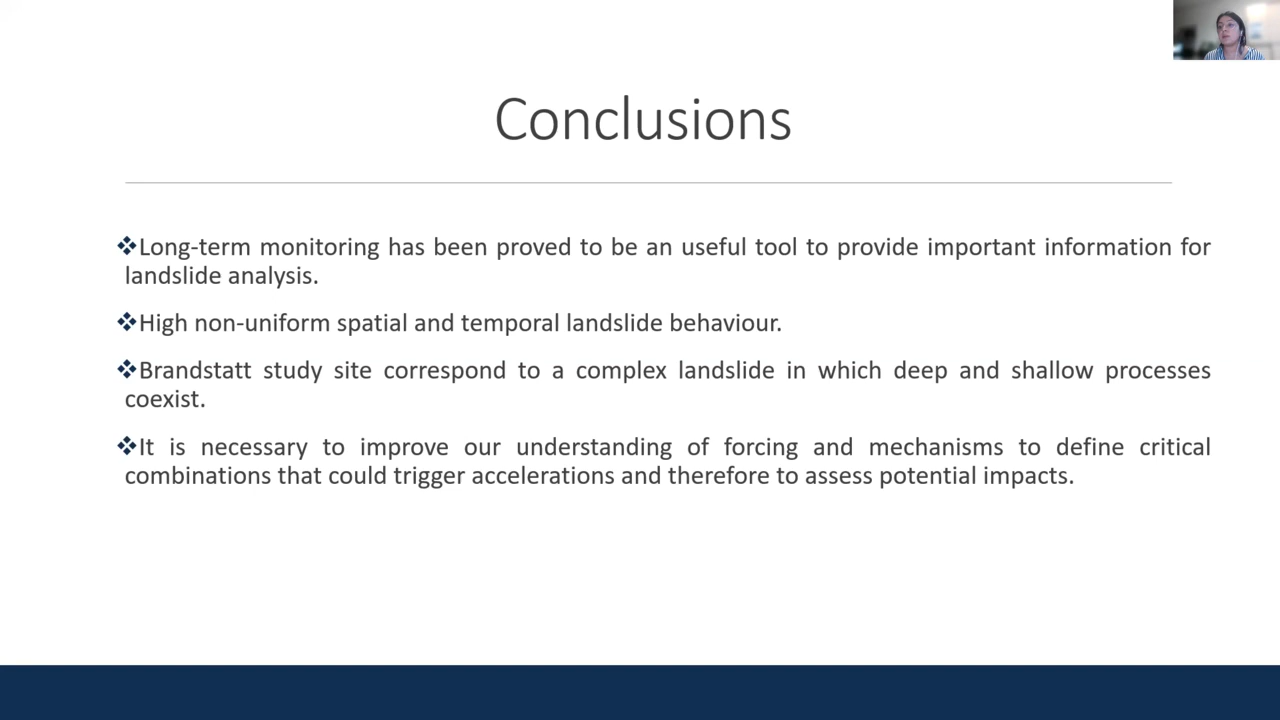 Conclusions
❖Long-term monitoring has been proved to be an useful tool to provide important information for
landslide analysis.
❖High non-uniform spatial and temporal landslide behaviour.
❖Brandstatt study site correspond to a complex landslide in which deep and shallow processes
coexist.
❖It is necessary to improve our understanding of forcing and mechanisms to define critical
combinations that could trigger accelerations and therefore to assess potential impacts.